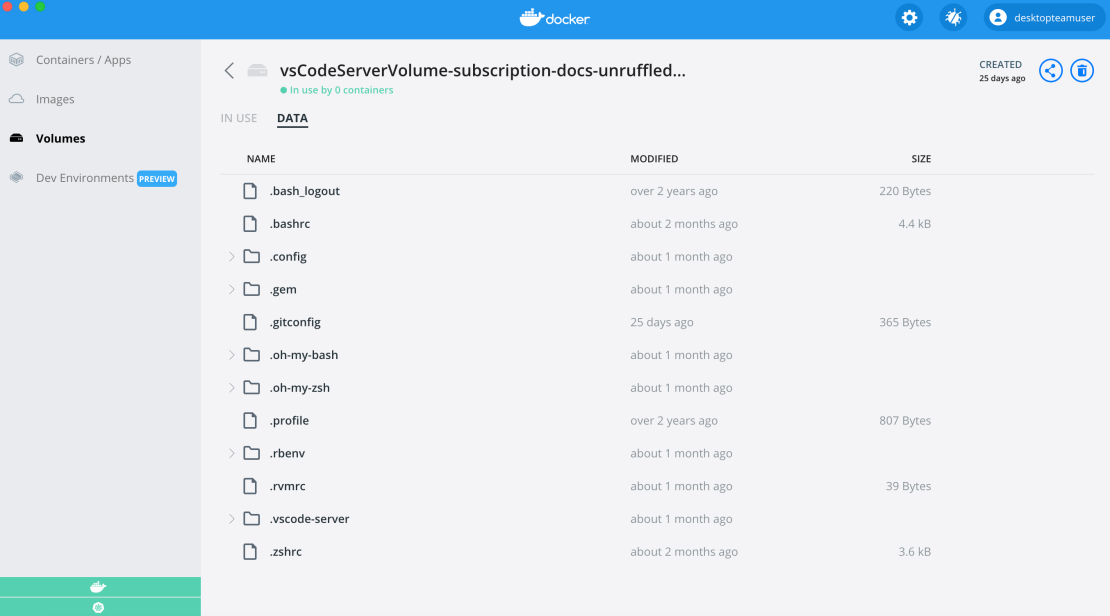 docker
desktopteamuser
Containers / Apps
Images
Volumes
Dev Environments PREVIEW
vsCodeServerVolume-subscription-docs-unruffled...
In use by 0 containers
CREATED
25 days ago
IN USE DATA
NAME MODIFIED SIZE
.bash_logout over 2 years ago 220 Bytes
.bashrc about 2 months ago 4.4 kB
.config about 1 month ago
.gem about 1 month ago
.gitconfig 25 days ago 365 Bytes
.oh-my-bash about 1 month ago
.oh-my-zsh about 1 month ago
.profile over 2 years ago 807 Bytes
.rbenv about 1 month ago
.rvmrc about 1 month ago 39 Bytes
.vscode-server about 1 month ago
.zshrc about 2 months ago 3.6 kB